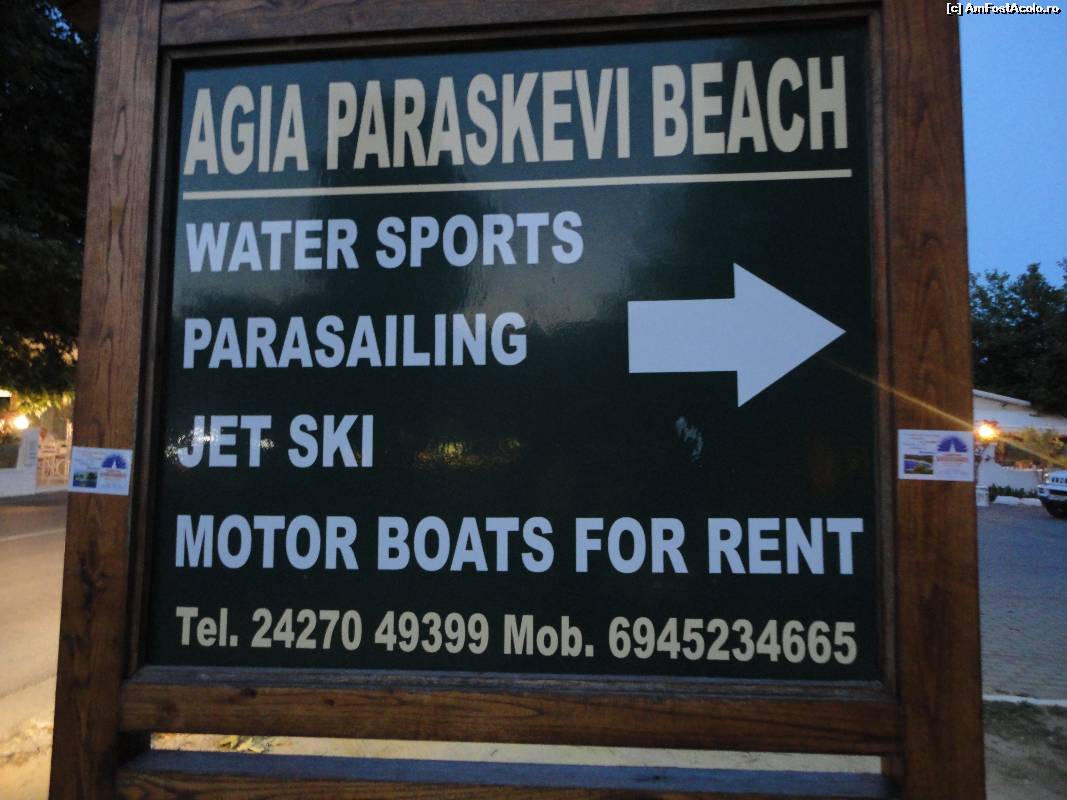 [c] AmFostAcolo.ro
AGIA PARASKEVI BEACH
WATER SPORTS
PARASAILING
JET SKI
MOTOR BOATS FOR RENT
Tel. 24270 49399 Mob. 6945234665